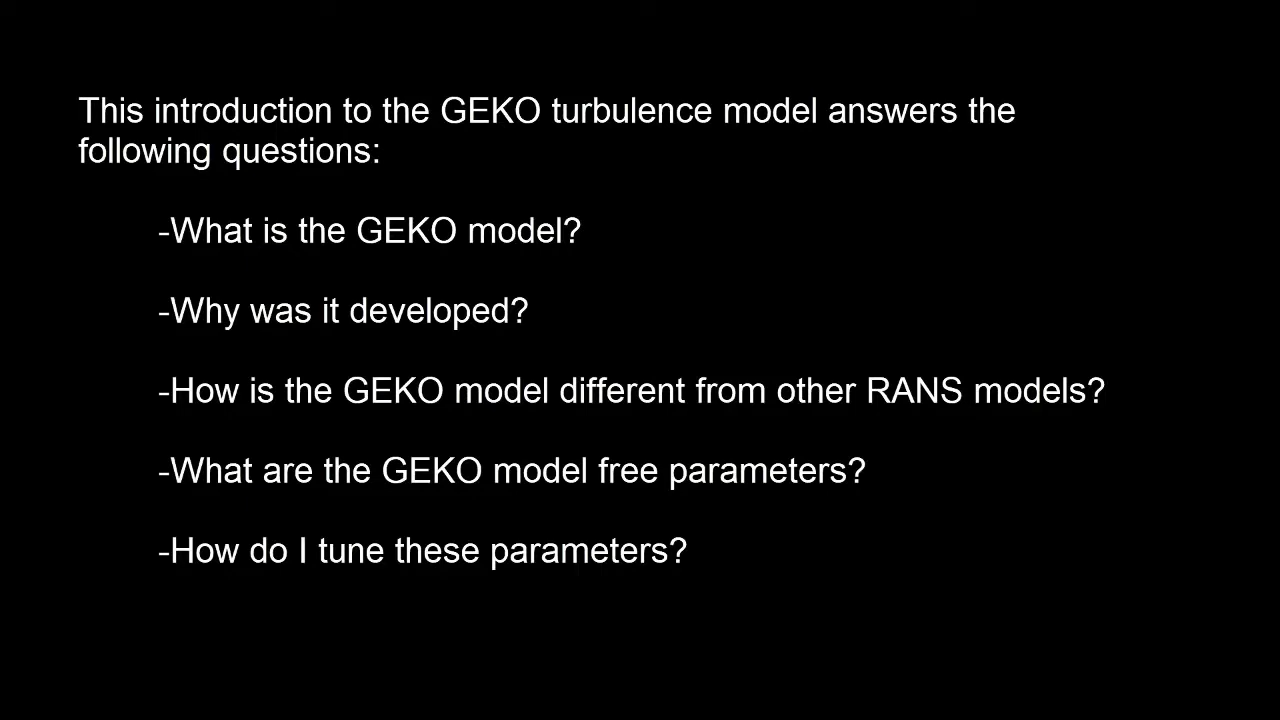 This introduction to the GEKO turbulence model answers the
following questions:
-What is the GEKO model?
-Why was it developed?
-How is the GEKO model different from other RANS models?
-What are the GEKO model free parameters?
-How do I tune these parameters?